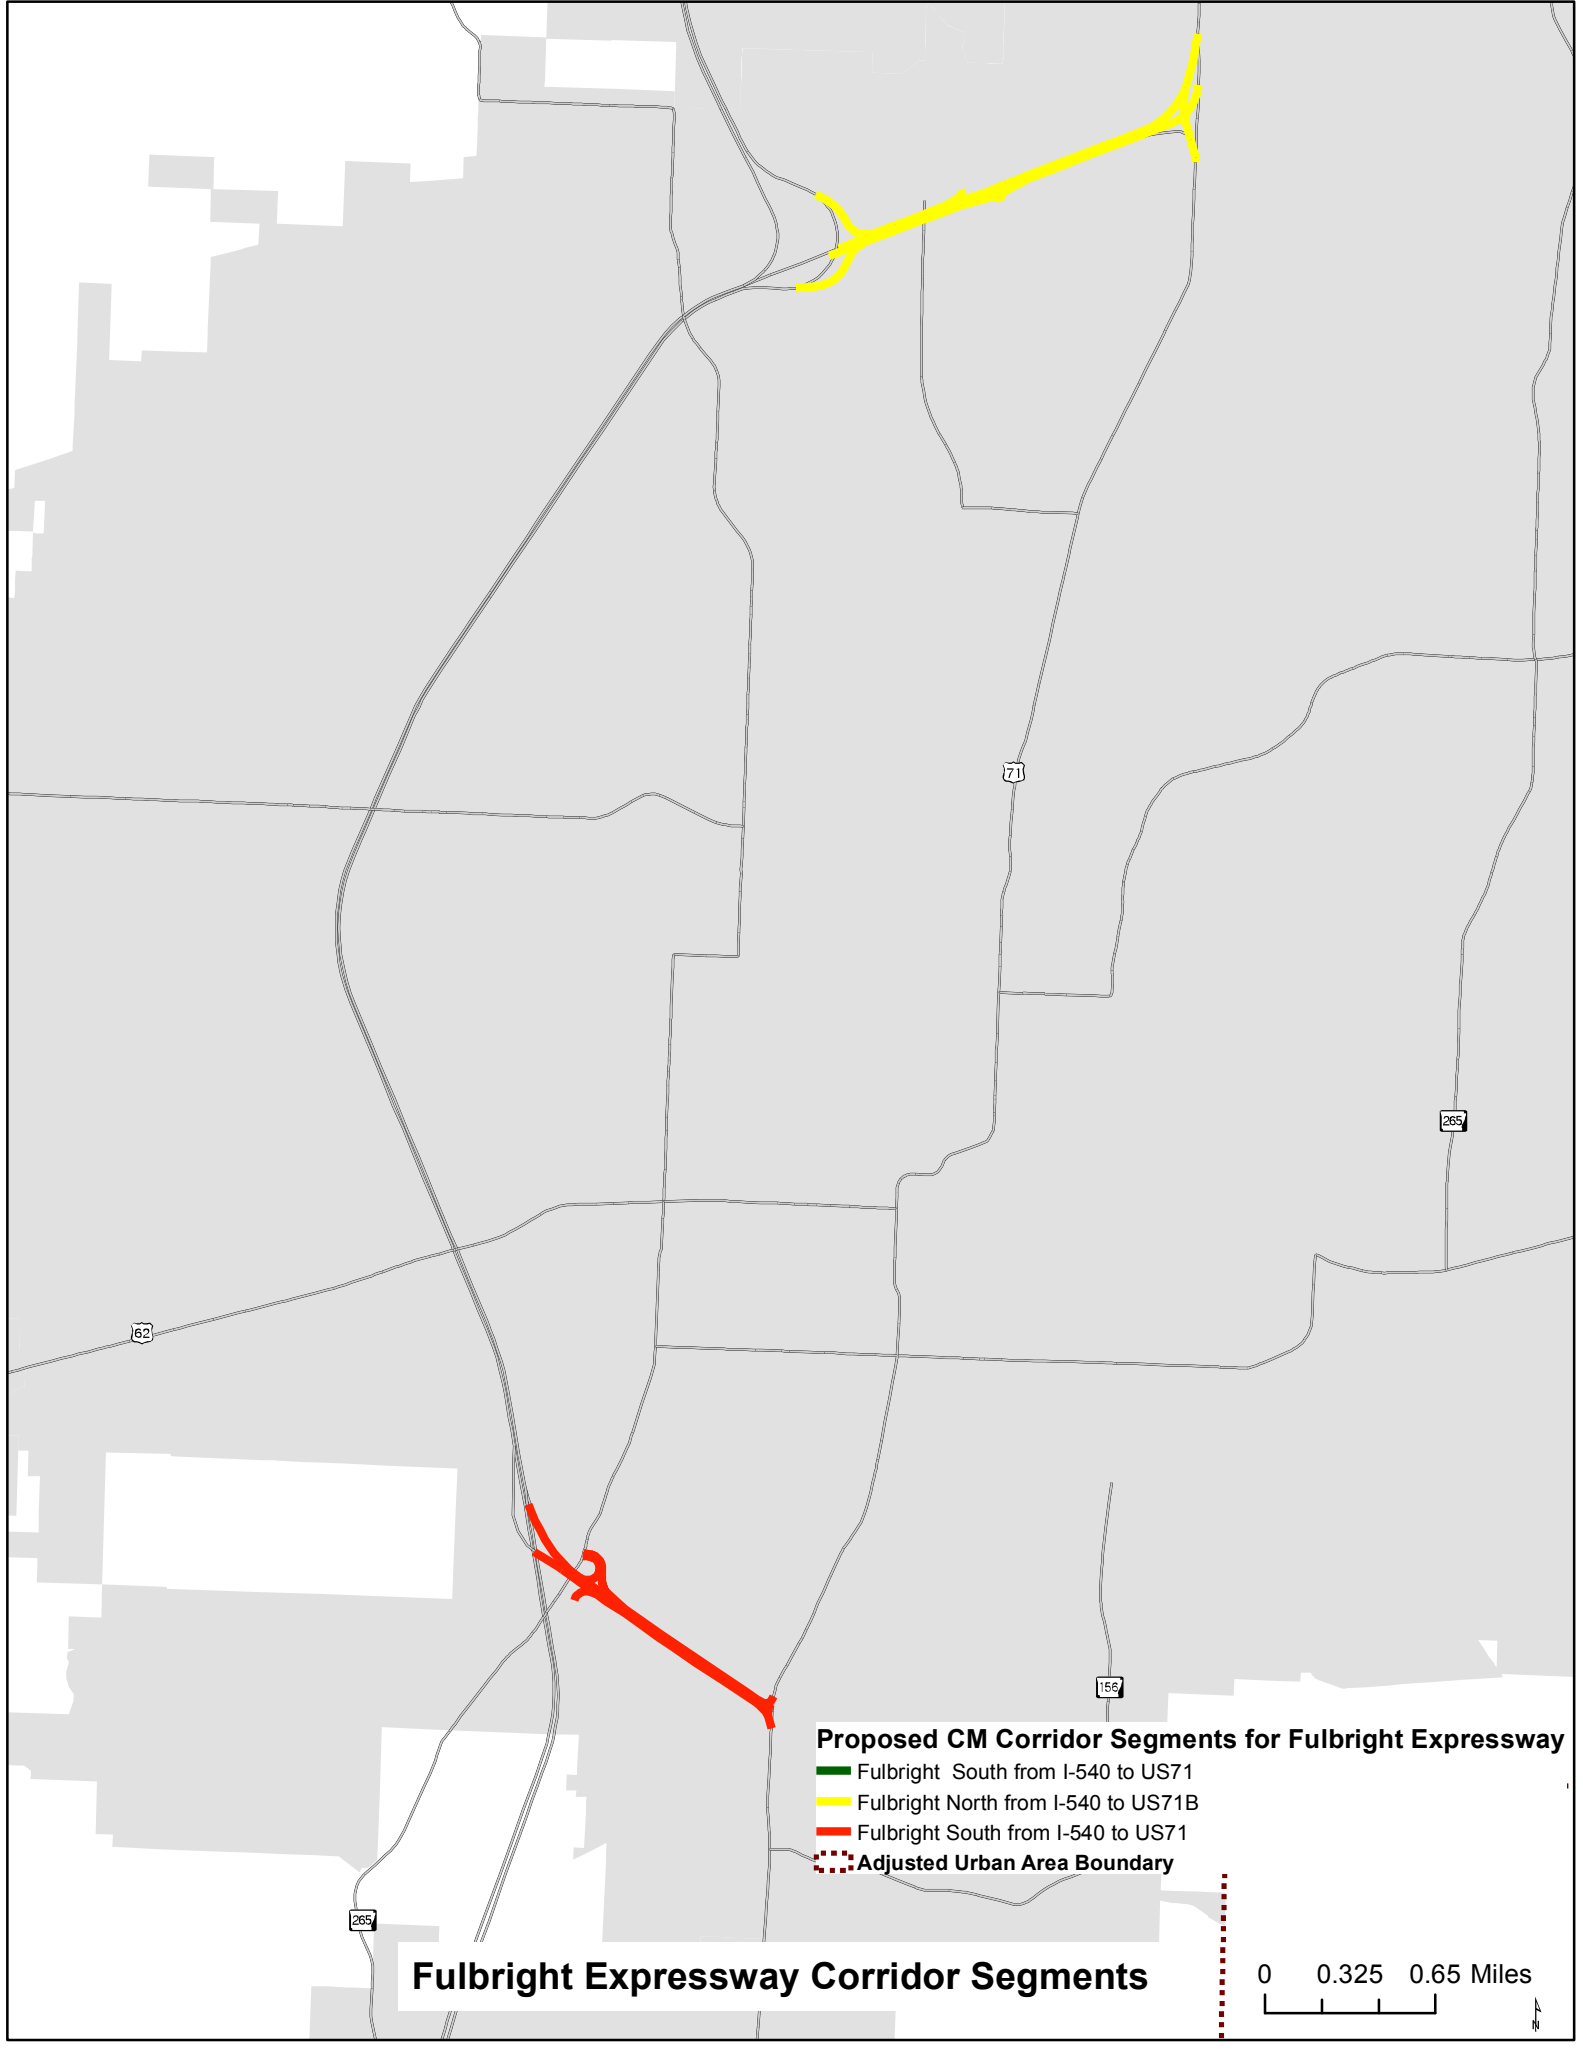 71
265
62
156
Proposed CM Corridor Segments for Fulbright Expressway
Fulbright South from I-540 to US71
Fulbright North from I-540 to US71B
Fulbright South from I-540 to US71
Adjusted Urban Area Boundary
265
Fulbright Expressway Corridor Segments
0 0.325 0.65 Miles
N